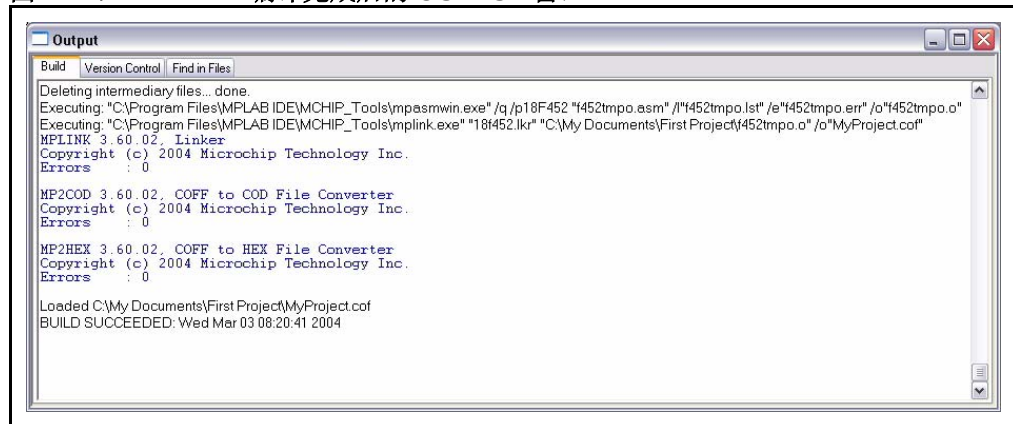 Output
Build Version Control Find in Files
Deleting intermediary files... done.
Executing: "C:\Program Files\MPLAB IDE\MCHIP_Tools\mpasmwin.exe" /q /p18F452 "f452tmpo.asm" /l"f452tmpo.lst" /e"f452tmpo.err" /o"f452tmpo.o"
Executing: "C:\Program Files\MPLAB IDE\MCHIP_Tools\mplink.exe" "18f452.lkr" "C:\My Documents\First Project\f452tmpo.o" /o"MyProject.cof"
MPLINK 3.60.02, Linker
Copyright (c) 2004 Microchip Technology Inc.
Errors : 0
MP2COD 3.60.02, COFF to COD File Converter
Copyright (c) 2004 Microchip Technology Inc.
Errors : 0
MP2HEX 3.60.02, COFF to HEX File Converter
Copyright (c) 2004 Microchip Technology Inc.
Errors : 0
Loaded C:\My Documents\First Project\MyProject.cof
BUILD SUCCEEDED: Wed Mar 03 08:20:41 2004